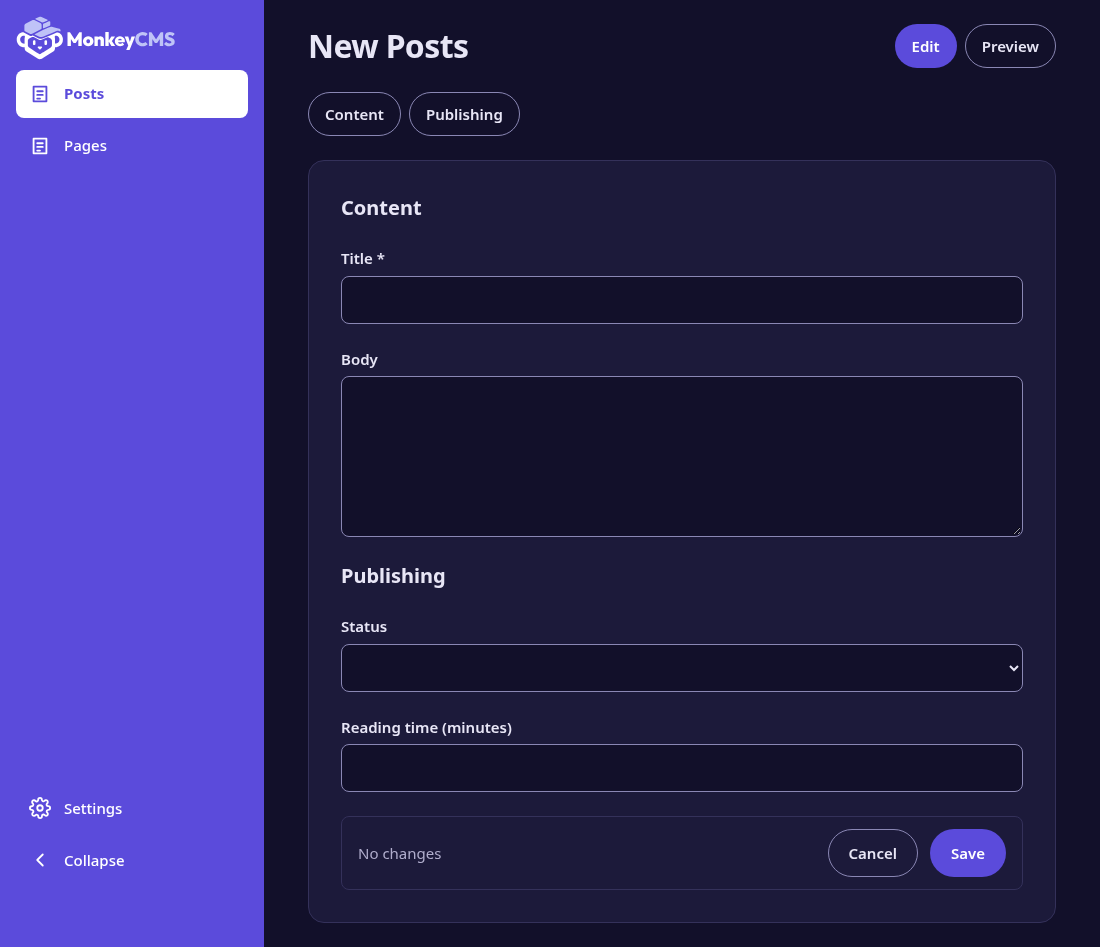 MonkeyCMS
Posts
Pages
Settings
Collapse
New Posts
Edit
Preview
Content
Publishing
Content
Title *
Body
Publishing
Status
Reading time (minutes)
No changes
Cancel
Save